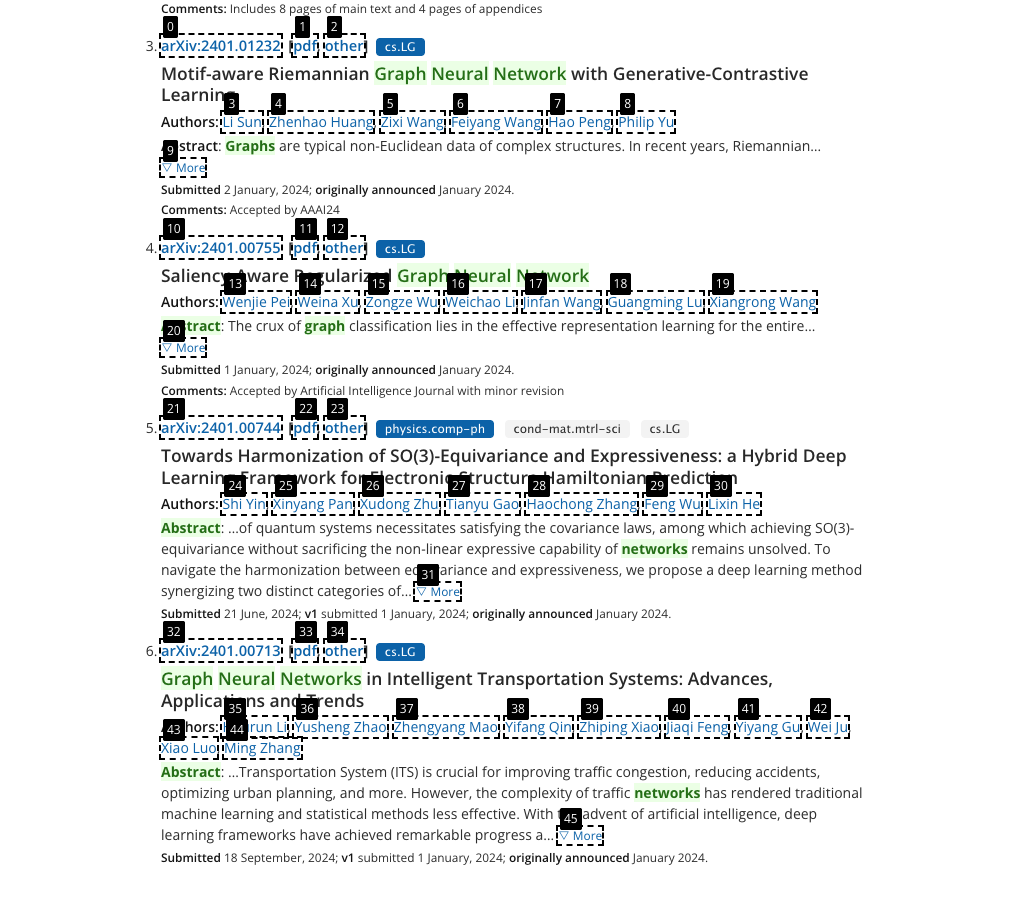 Comments: Includes 8 pages of main text and 4 pages of appendices
0 1 2
3. arXiv:2401.01232 [pdf, other] cs.LG
Motif-aware Riemannian Graph Neural Network with Generative-Contrastive
Learning
3 4 5 6 7 8
Authors: Li Sun, Zhenhao Huang, Zixi Wang, Feiyang Wang, Hao Peng, Philip Yu
9
Abstract: Graphs are typical non-Euclidean data of complex structures. In recent years, Riemannian…
▽ More
Submitted 2 January, 2024; originally announced January 2024.
Comments: Accepted by AAAI24
10 11 12
4. arXiv:2401.00755 [pdf, other] cs.LG
Saliency-Aware Regularized Graph Neural Network
13 14 15 16 17 18 19
Authors: Wenjie Pei, Weina Xu, Zongze Wu, Weichao Li, Jinfan Wang, Guangming Lu, Xiangrong Wang
20
Abstract: The crux of graph classification lies in the effective representation learning for the entire…
▽ More
Submitted 1 January, 2024; originally announced January 2024.
Comments: Accepted by Artificial Intelligence Journal with minor revision
21 22 23
5. arXiv:2401.00744 [pdf, other] physics.comp-ph cond-mat.mtrl-sci cs.LG
Towards Harmonization of SO(3)-Equivariance and Expressiveness: a Hybrid Deep
Learning Framework for Electronic-Structure Hamiltonian Prediction
24 25 26 27 28 29 30
Authors: Shi Yin, Xinyang Pan, Xudong Zhu, Tianyu Gao, Haochong Zhang, Feng Wu, Lixin He
Abstract: …of quantum systems necessitates satisfying the covariance laws, among which achieving SO(3)-
equivariance without sacrificing the non-linear expressive capability of networks remains unsolved. To
navigate the harmonization between equivariance and expressiveness, we propose a deep learning method
31
synergizing two distinct categories of… ▽ More
Submitted 21 June, 2024; v1 submitted 1 January, 2024; originally announced January 2024.
32 33 34
6. arXiv:2401.00713 [pdf, other] cs.LG
Graph Neural Networks in Intelligent Transportation Systems: Advances,
Applications and Trends
35 36 37 38 39 40 41 42
Authors: Li, Yusheng Zhao, Zhengyang Mao, Yifang Qin, Zhiping Xiao, Jiaqi Feng, Yiyang Gu, Wei Ju,
43 44
Xiao Luo, Ming Zhang
Abstract: …Transportation System (ITS) is crucial for improving traffic congestion, reducing accidents,
optimizing urban planning, and more. However, the complexity of traffic networks has rendered traditional
machine learning and statistical methods less effective. With the advent of artificial intelligence, deep
45
learning frameworks have achieved remarkable progress a… ▽ More
Submitted 18 September, 2024; v1 submitted 1 January, 2024; originally announced January 2024.